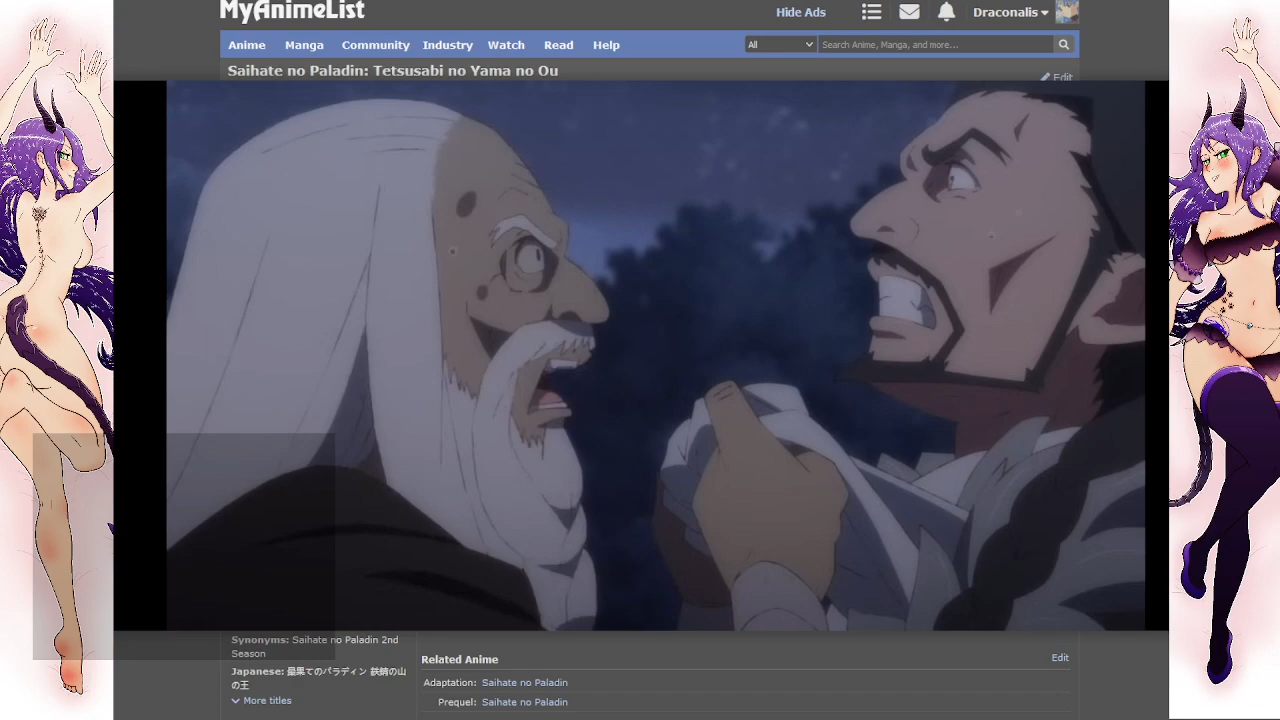 MyAnimeList
Hide Ads
Draconalis
Anime Manga Community Industry Watch Read Help
All
Search Anime, Manga, and more...
Saihate no Paladin: Tetsusabi no Yama no Ou
Edit
Synonyms: Saihate no Paladin 2nd
Season
Japanese: 最果てのパラディン 鉄錆の山
の王
More titles
Related Anime
Edit
Adaptation: Saihate no Paladin
Prequel: Saihate no Paladin